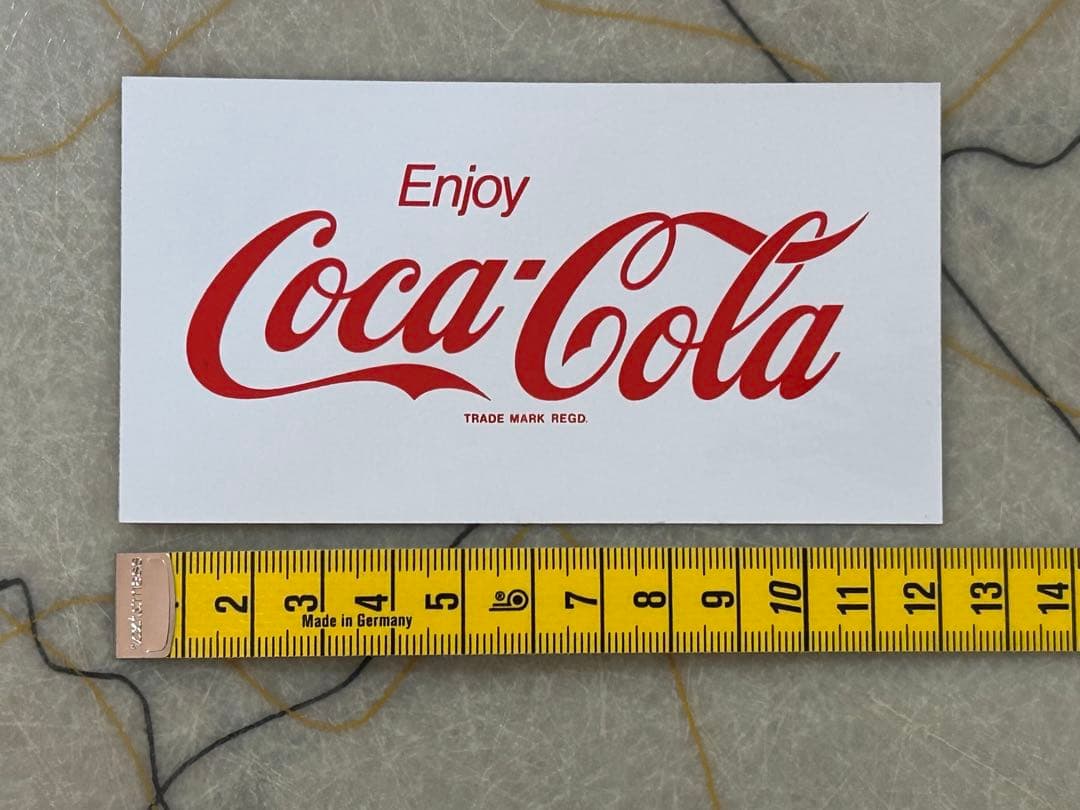 Enjoy
Coca-Cola
TRADE MARK REGD.
2 3 4 5 6 7 8 9 10 11 12 13 14
Made in Germany